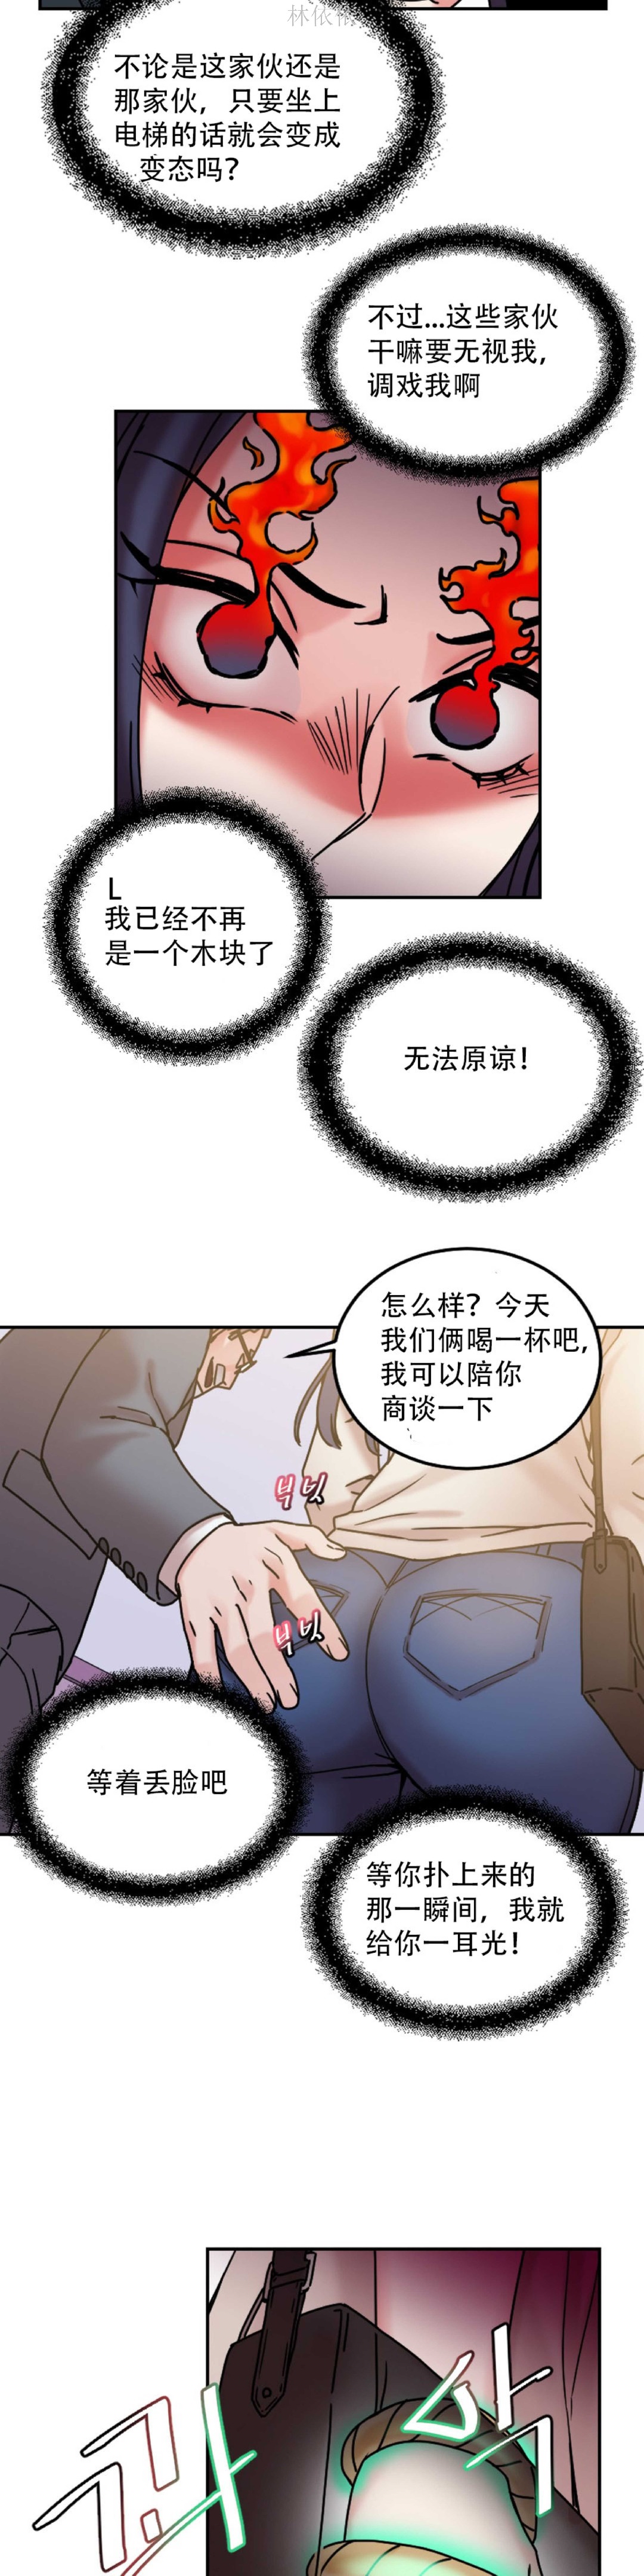 林依
不论是这家伙还是
那家伙，只要坐上
电梯的话就会变成
变态吗？
不过...这些家伙
干嘛要无视我，
调戏我啊
L
我已经不再
是一个木块了
无法原谅！
怎么样？今天
我们俩喝一杯吧，
我可以陪你
商谈一下
부빗
부빗
等着丢脸吧
等你扑上来的
那一瞬间，我就
给你一耳光！